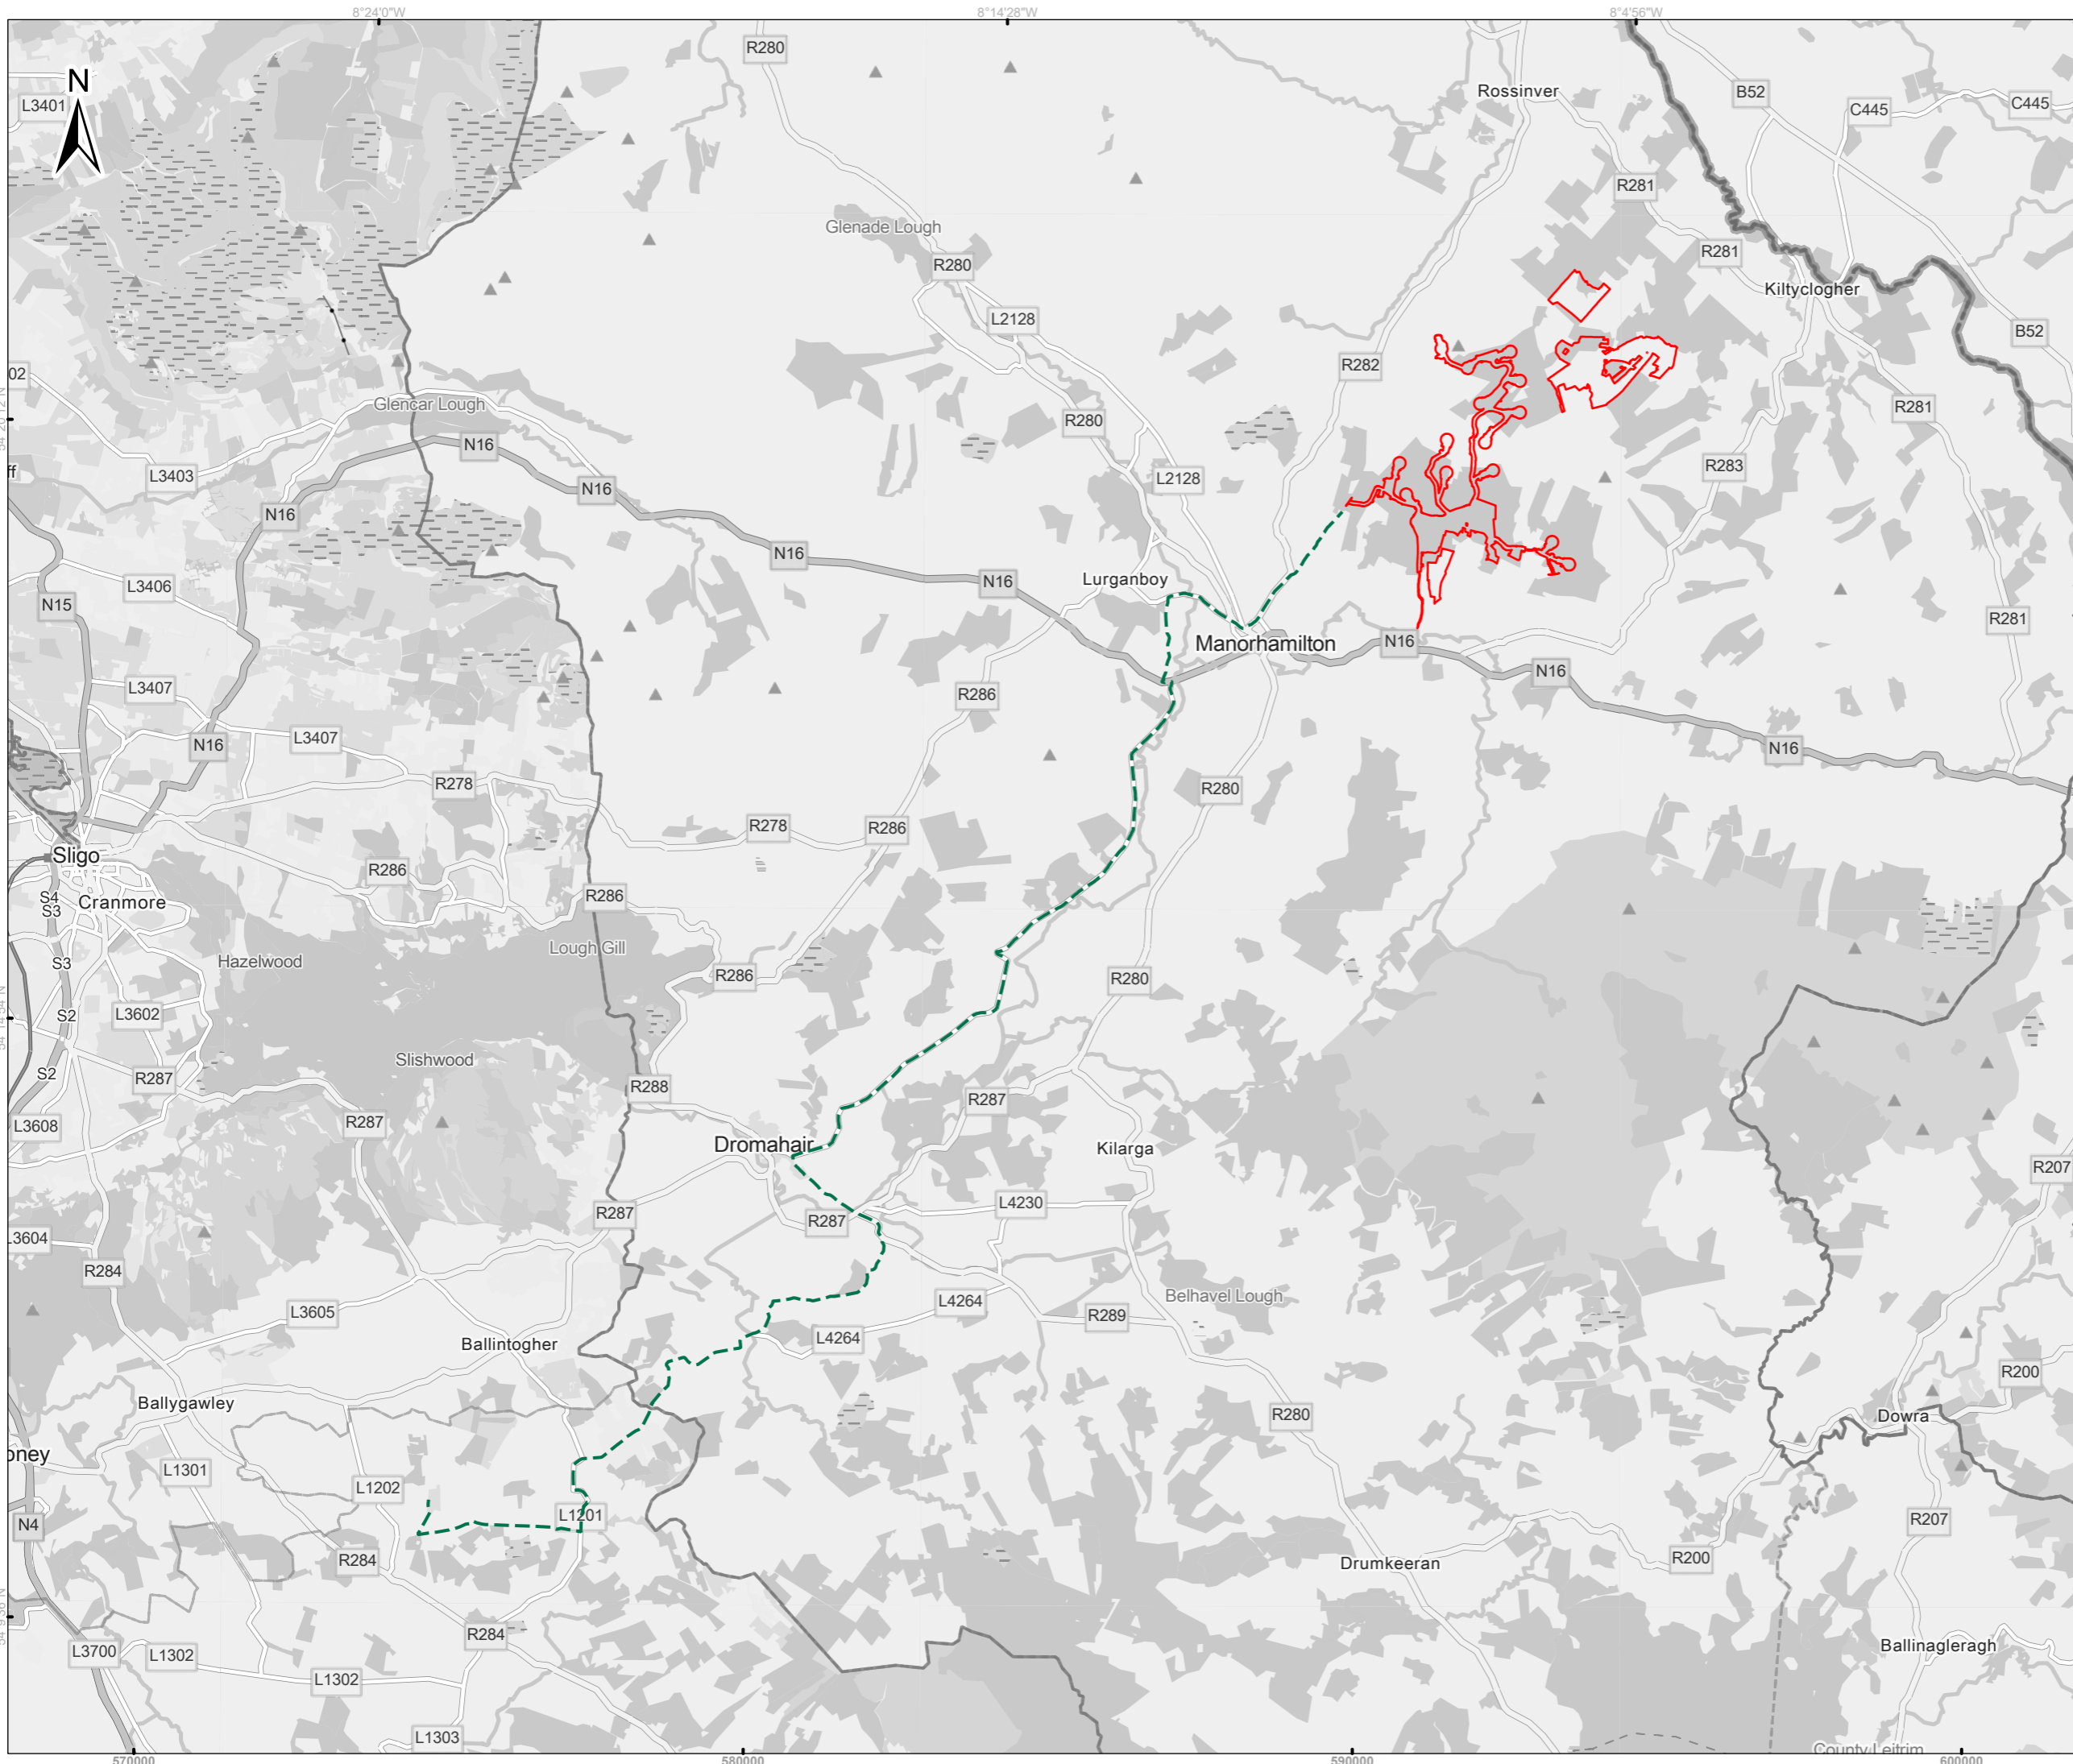 8°24'0"W
8°14'28"W
8°4'56"W
R280
N
L3401
Rossinver
B52
C445
C445
R281
Glenade Lough
R281
R280
Kiltyclogher
L2128
B52
R282
02
Glencar Lough
R281
R280
N16
R283
ff
L3403
L2128
N16
N16
N16
Lurganboy
N16
L3406
N15
R281
Manorhamilton
N16
N16
L3407
R286
L3407
N16
N16
R278
R280
R278
R286
Sligo
R286
R286
S4
Cranmore
S3
Lough Gill
Hazelwood
S3
R286
R280
L3602
S2
Slishwood
S2
R287
R288
R287
R287
L3608
Dromahair
Kilarga
R207
L4230
R287
R287
.3604
R284
Belhavel Lough
L4264
L3605
R289
L4264
Ballintogher
R200
Ballygawley
R280
Dowra
oney
L1301
L1202
L1201
R207
N4
R284
Drumkeeran
R200
R284
Ballinagleragh
L3700
L1302
L1302
L1303
County Leitrim
570000
580000
590000
600000